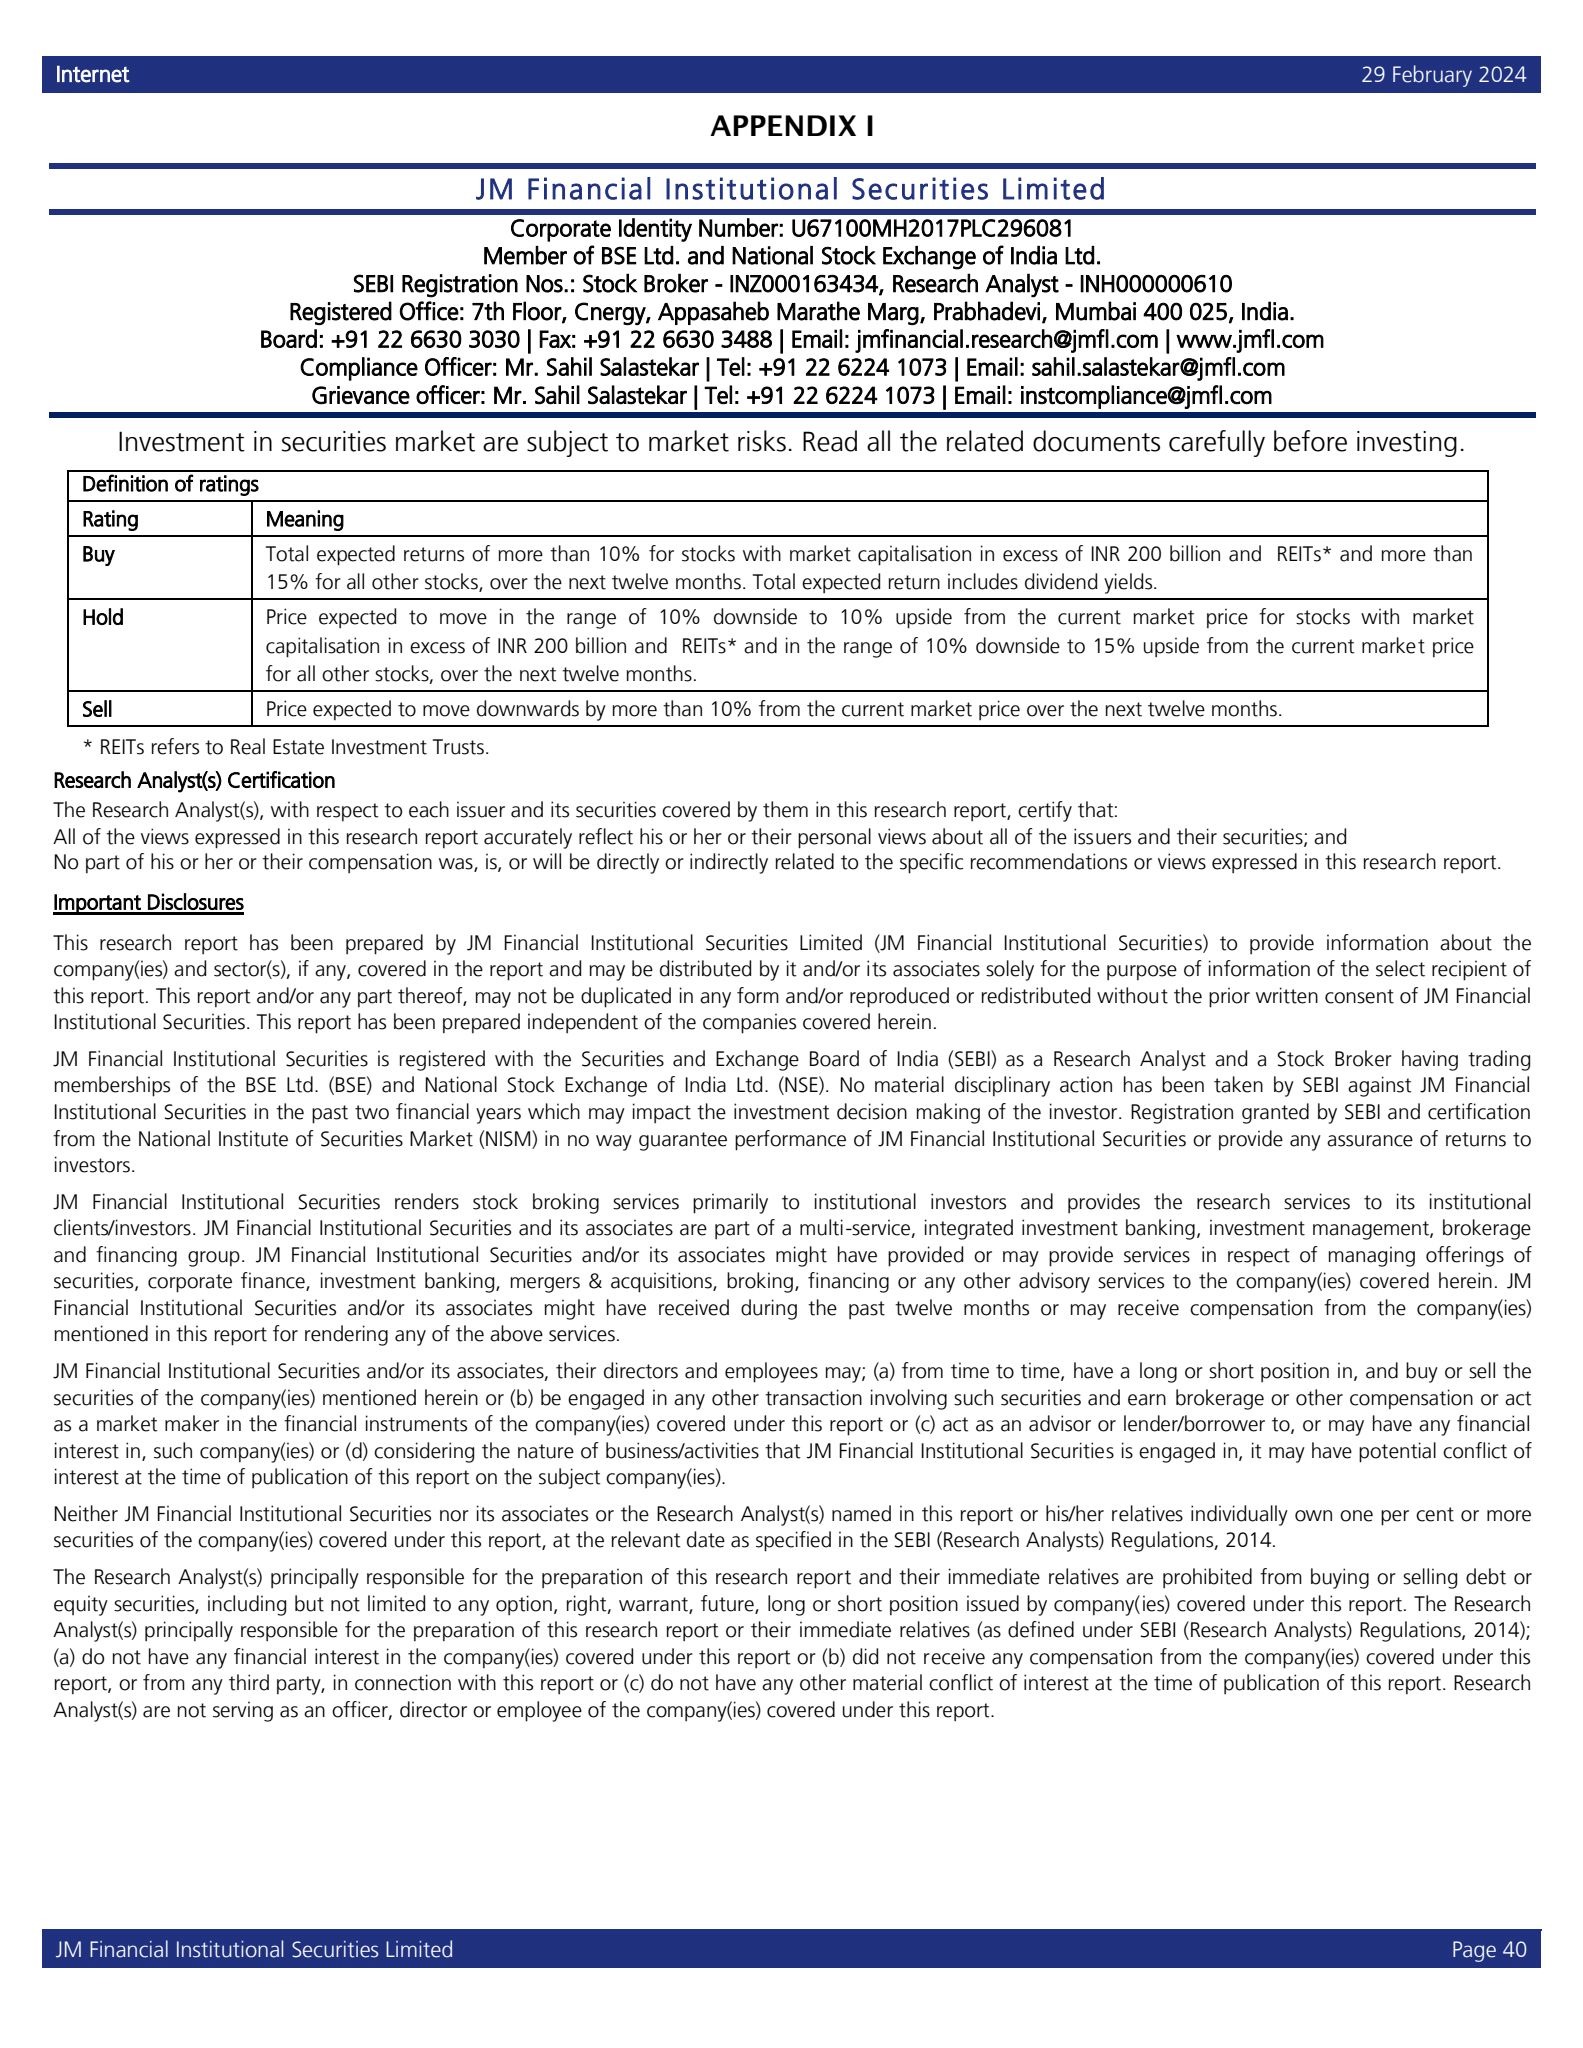 Internet 29 February 2024
APPENDIX I
JM Financial Institutional Securities Limited
Corporate Identity Number: U67100MH2017PLC296081
Member of BSE Ltd. and National Stock Exchange of India Ltd.
SEBI Registration Nos.: Stock Broker - INZ000163434, Research Analyst - INH000000610
Registered Office: 7th Floor, Cnergy, Appasaheb Marathe Marg, Prabhadevi, Mumbai 400 025, India.
Board: +91 22 6630 3030 | Fax: +91 22 6630 3488 | Email: jmfinancial.research@jmfl.com | www.jmfl.com
Compliance Officer: Mr. Sahil Salastekar | Tel: +91 22 6224 1073 | Email: sahil.salastekar@jmfl.com
Grievance officer: Mr. Sahil Salastekar | Tel: +91 22 6224 1073 | Email: instcompliance@jmfl.com
Investment in securities market are subject to market risks. Read all the related documents carefully before investing.
Definition of ratings
Rating Meaning
Buy Total expected returns of more than 10% for stocks with market capitalisation in excess of INR 200 billion and REITs* and more than
15% for all other stocks, over the next twelve months. Total expected return includes dividend yields.
Hold Price expected to move in the range of 10% downside to 10% upside from the current market price for stocks with market
capitalisation in excess of INR 200 billion and REITs* and in the range of 10% downside to 15% upside from the current market price
for all other stocks, over the next twelve months.
Sell Price expected to move downwards by more than 10% from the current market price over the next twelve months.
* REITs refers to Real Estate Investment Trusts.
Research Analyst(s) Certification
The Research Analyst(s), with respect to each issuer and its securities covered by them in this research report, certify that:
All of the views expressed in this research report accurately reflect his or her or their personal views about all of the issuers and their securities; and
No part of his or her or their compensation was, is, or will be directly or indirectly related to the specific recommendations or views expressed in this research report.
Important Disclosures
This research report has been prepared by JM Financial Institutional Securities Limited (JM Financial Institutional Securities) to provide information about the
company(ies) and sector(s), if any, covered in the report and may be distributed by it and/or its associates solely for the purpose of information of the select recipient of
this report. This report and/or any part thereof, may not be duplicated in any form and/or reproduced or redistributed without the prior written consent of JM Financial
Institutional Securities. This report has been prepared independent of the companies covered herein.
JM Financial Institutional Securities is registered with the Securities and Exchange Board of India (SEBI) as a Research Analyst and a Stock Broker having trading
memberships of the BSE Ltd. (BSE) and National Stock Exchange of India Ltd. (NSE). No material disciplinary action has been taken by SEBI against JM Financial
Institutional Securities in the past two financial years which may impact the investment decision making of the investor. Registration granted by SEBI and certification
from the National Institute of Securities Market (NISM) in no way guarantee performance of JM Financial Institutional Securities or provide any assurance of returns to
investors.
JM Financial Institutional Securities renders stock broking services primarily to institutional investors and provides the research services to its institutional
clients/investors. JM Financial Institutional Securities and its associates are part of a multi-service, integrated investment banking, investment management, brokerage
and financing group. JM Financial Institutional Securities and/or its associates might have provided or may provide services in respect of managing offerings of
securities, corporate finance, investment banking, mergers & acquisitions, broking, financing or any other advisory services to the company(ies) covered herein. JM
Financial Institutional Securities and/or its associates might have received during the past twelve months or may receive compensation from the company(ies)
mentioned in this report for rendering any of the above services.
JM Financial Institutional Securities and/or its associates, their directors and employees may; (a) from time to time, have a long or short position in, and buy or sell the
securities of the company(ies) mentioned herein or (b) be engaged in any other transaction involving such securities and earn brokerage or other compensation or act
as a market maker in the financial instruments of the company(ies) covered under this report or (c) act as an advisor or lender/borrower to, or may have any financial
interest in, such company(ies) or (d) considering the nature of business/activities that JM Financial Institutional Securities is engaged in, it may have potential conflict of
interest at the time of publication of this report on the subject company(ies).
Neither JM Financial Institutional Securities nor its associates or the Research Analyst(s) named in this report or his/her relatives individually own one per cent or more
securities of the company(ies) covered under this report, at the relevant date as specified in the SEBI (Research Analysts) Regulations, 2014.
The Research Analyst(s) principally responsible for the preparation of this research report and their immediate relatives are prohibited from buying or selling debt or
equity securities, including but not limited to any option, right, warrant, future, long or short position issued by company(ies) covered under this report. The Research
Analyst(s) principally responsible for the preparation of this research report or their immediate relatives (as defined under SEBI (Research Analysts) Regulations, 2014);
(a) do not have any financial interest in the company(ies) covered under this report or (b) did not receive any compensation from the company(ies) covered under this
report, or from any third party, in connection with this report or (c) do not have any other material conflict of interest at the time of publication of this report. Research
Analyst(s) are not serving as an officer, director or employee of the company(ies) covered under this report.
JM Financial Institutional Securities Limited Page 40